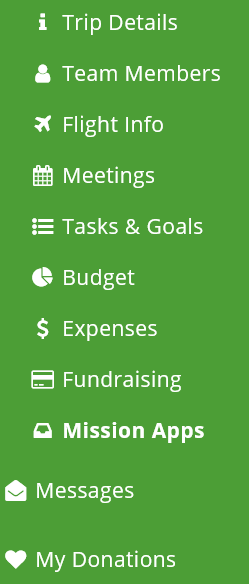 Trip Details
Team Members
Flight Info
Meetings
Tasks & Goals
Budget
Expenses
Fundraising
Mission Apps
Messages
My Donations